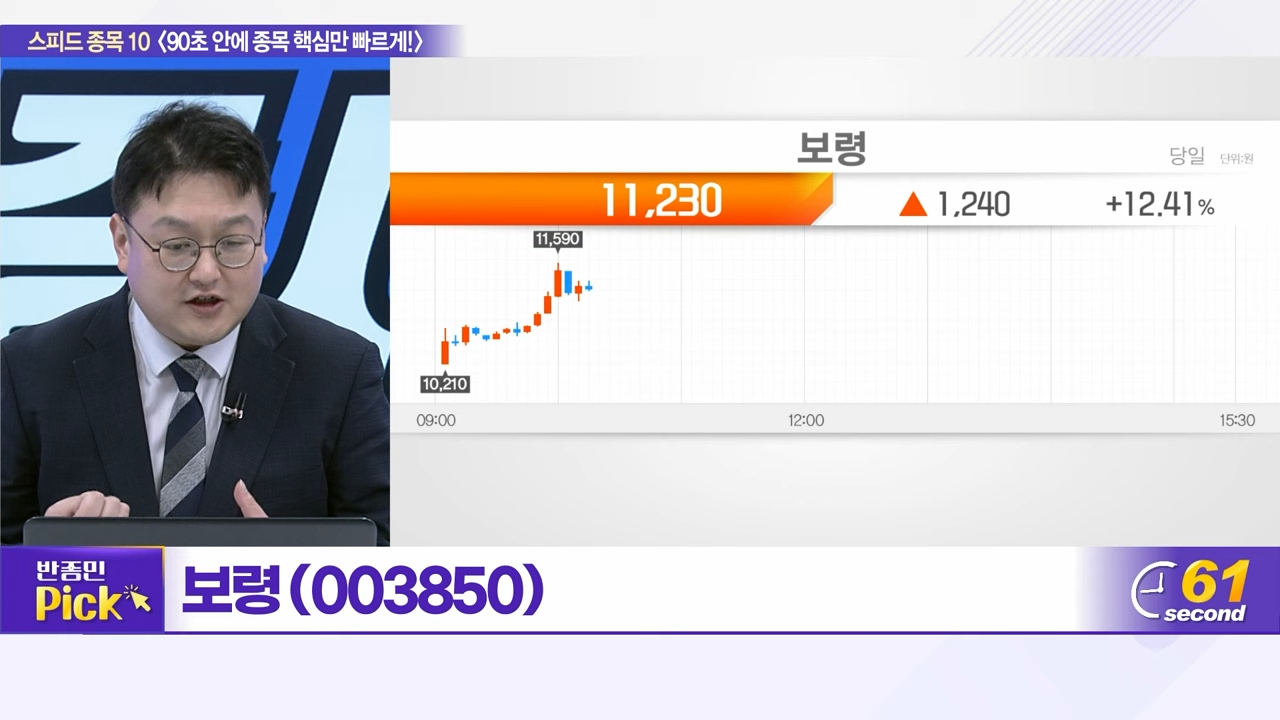 스피드 종목 10 〈90초 안에 종목 핵심만 빠르게!〉
보령
당일 단위:원
11,230 ▲ 1,240 +12.41%
11,590
10,210
09:00 12:00 15:30
반종민
Pick
보령(003850)
61
second